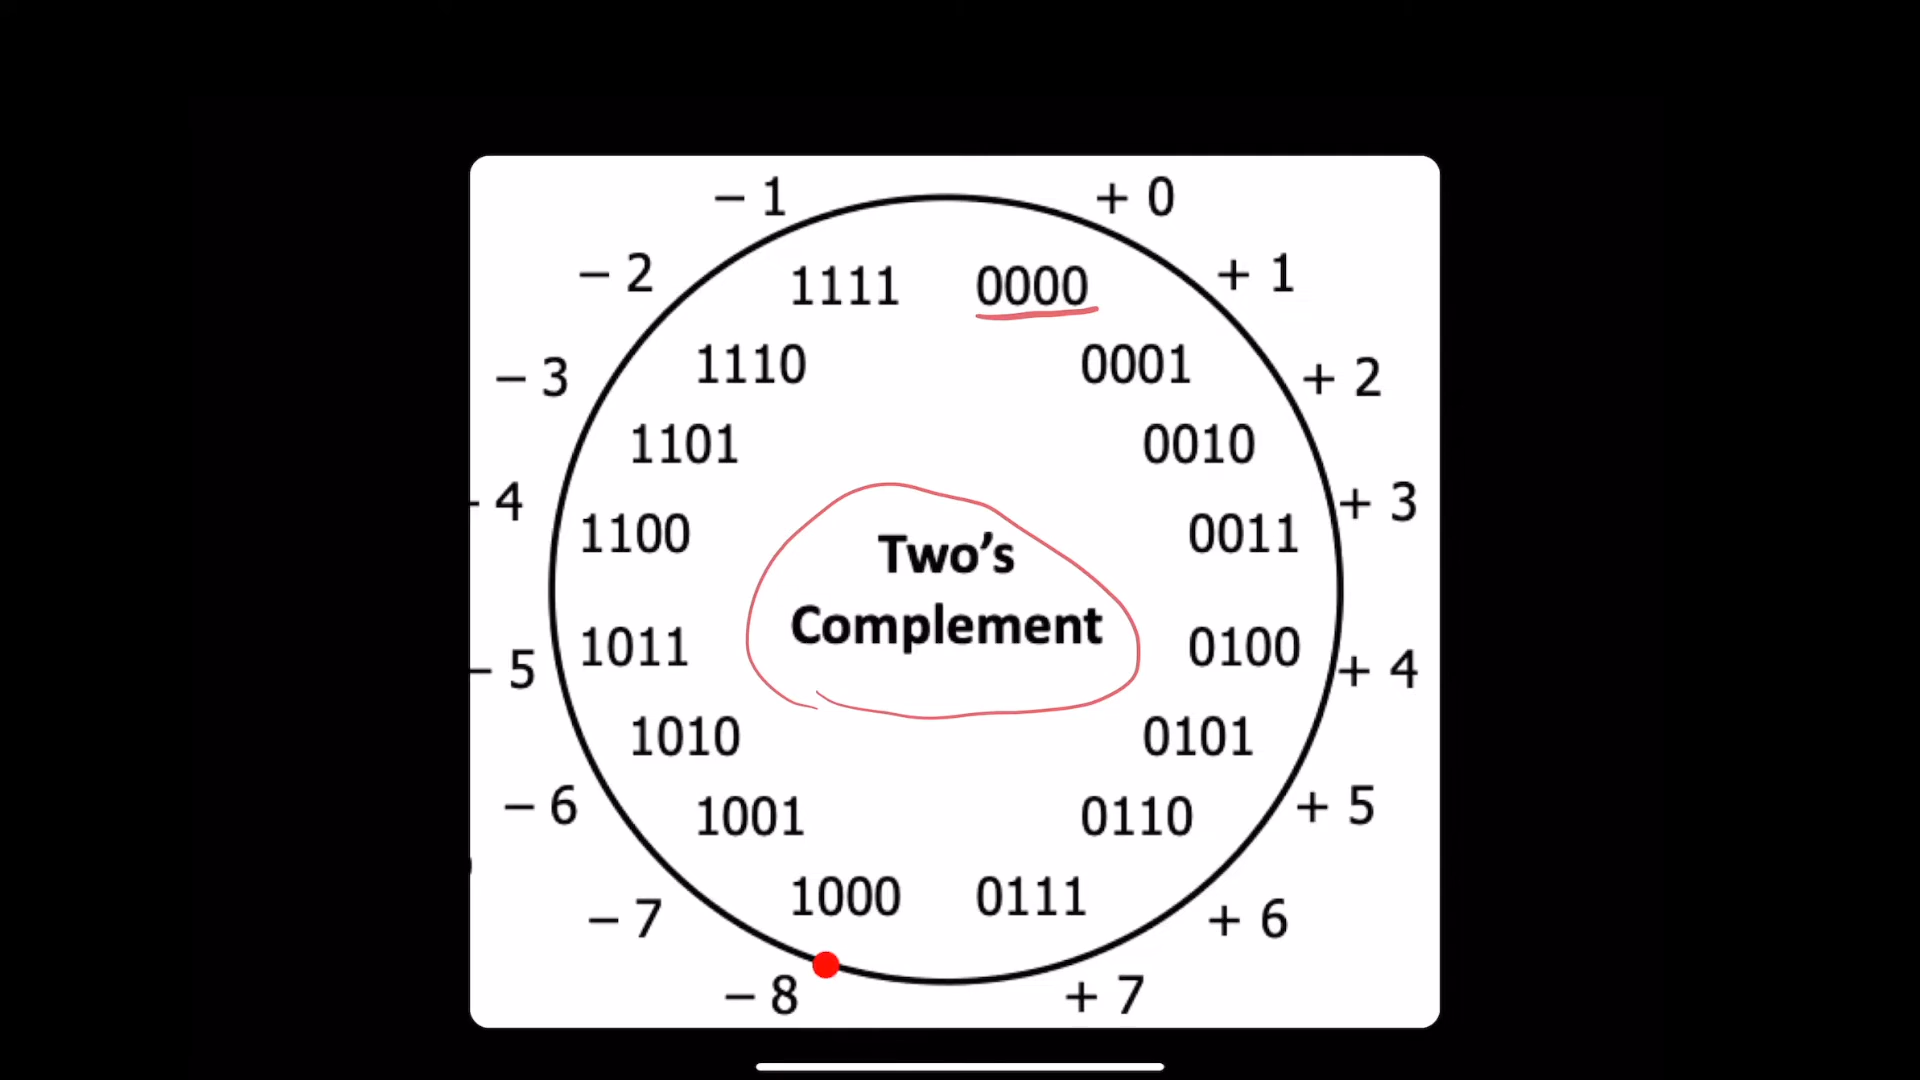 − 1 + 0
− 2 + 1
1111 0000
1110 0001
− 3 + 2
1101 0010
- 4 + 3
1100 0011
Two’s
Complement
1011 0100
− 5 + 4
1010 0101
− 6 + 5
1001 0110
1000 0111
− 7 + 6
− 8 + 7